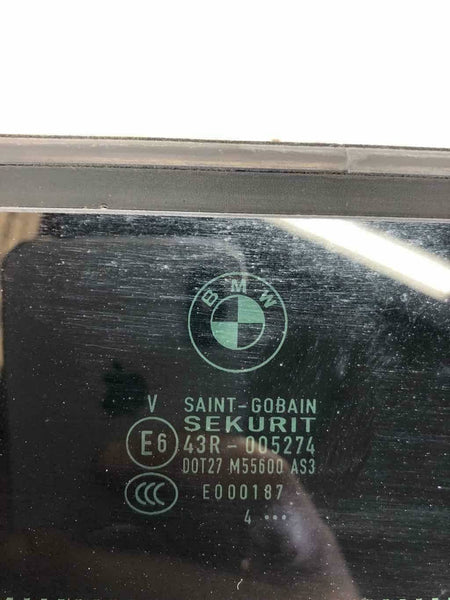 BMW
V SAINT-GOBAIN
SEKURIT
E6 43R-005274
DOT27 M55600 AS3
CCC E000187
4 ••••